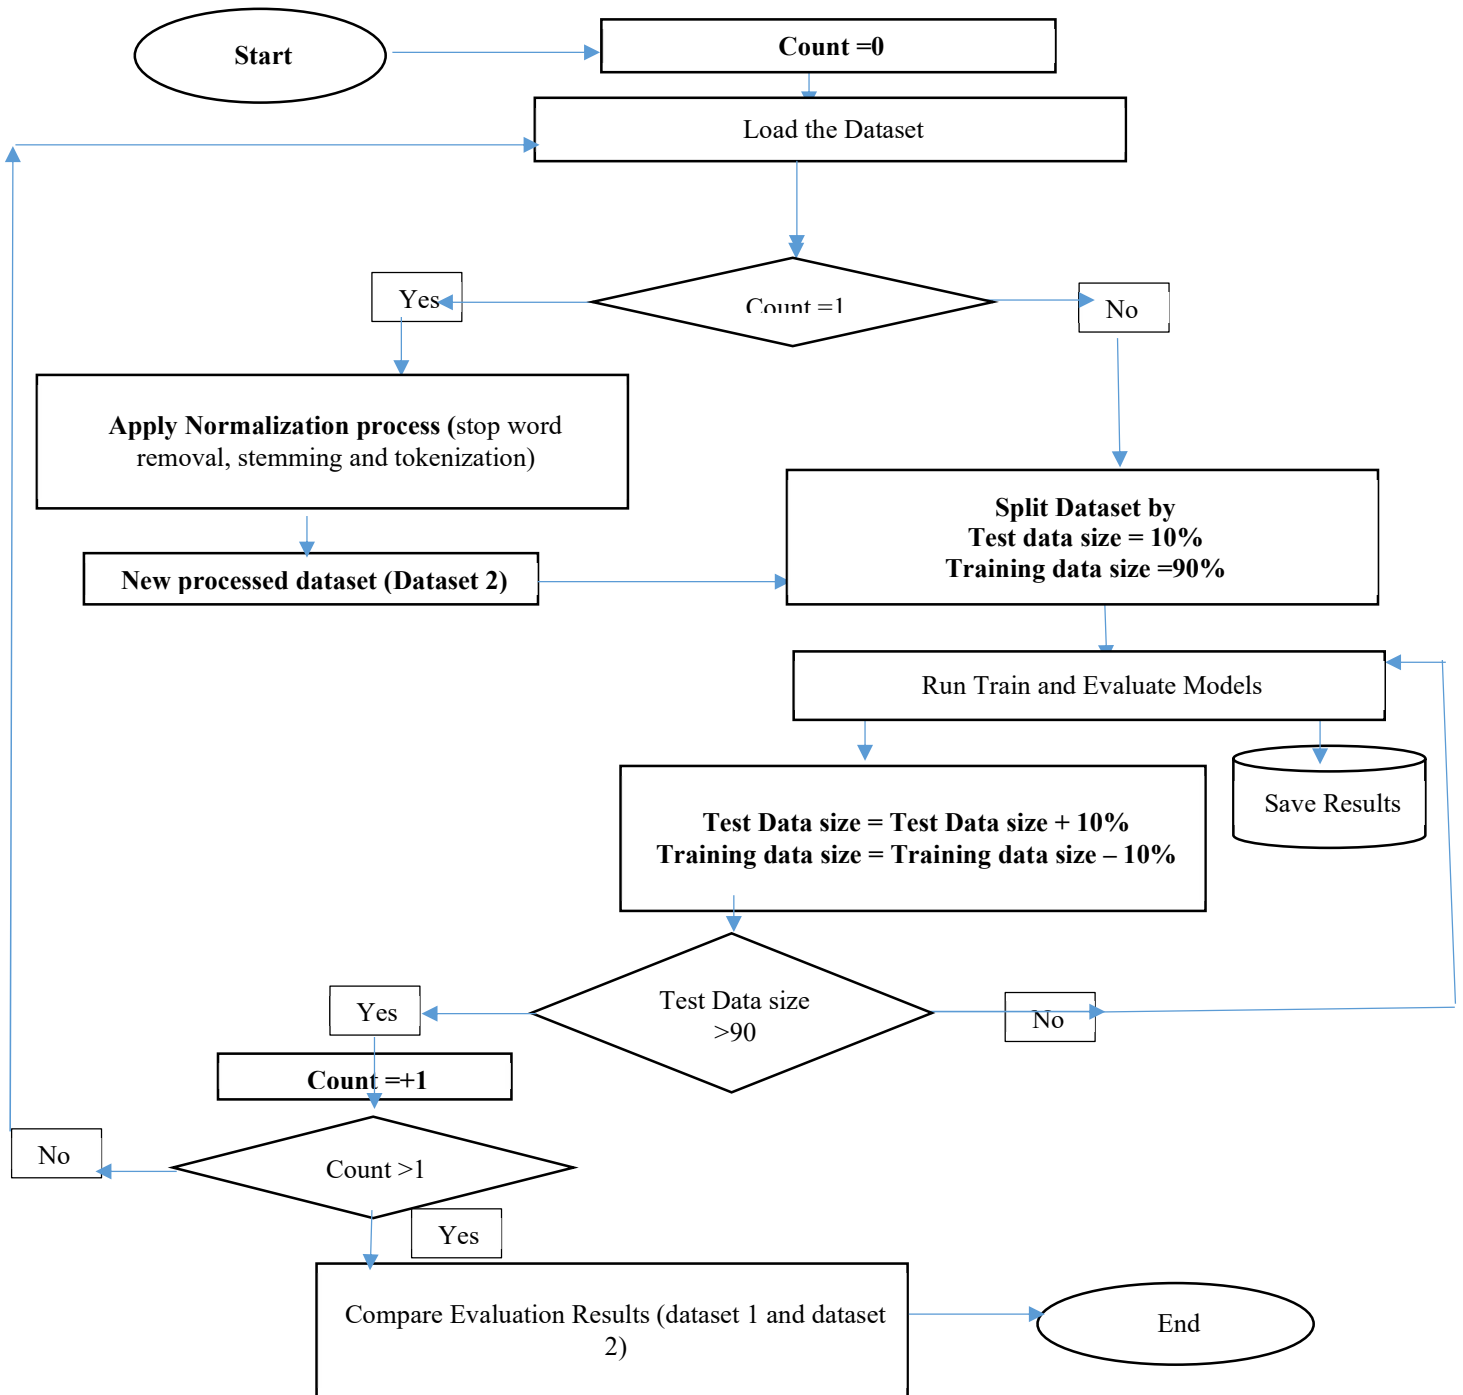 Start
Count =0
Load the Dataset
Count =1
Yes
No
Apply Normalization process (stop word
removal, stemming and tokenization)
Split Dataset by
Test data size = 10%
Training data size =90%
New processed dataset (Dataset 2)
Run Train and Evaluate Models
Save Results
Test Data size = Test Data size + 10%
Training data size = Training data size – 10%
Test Data size
>90
Yes
No
Count =+1
Count >1
No
Yes
Compare Evaluation Results (dataset 1 and dataset
2)
End